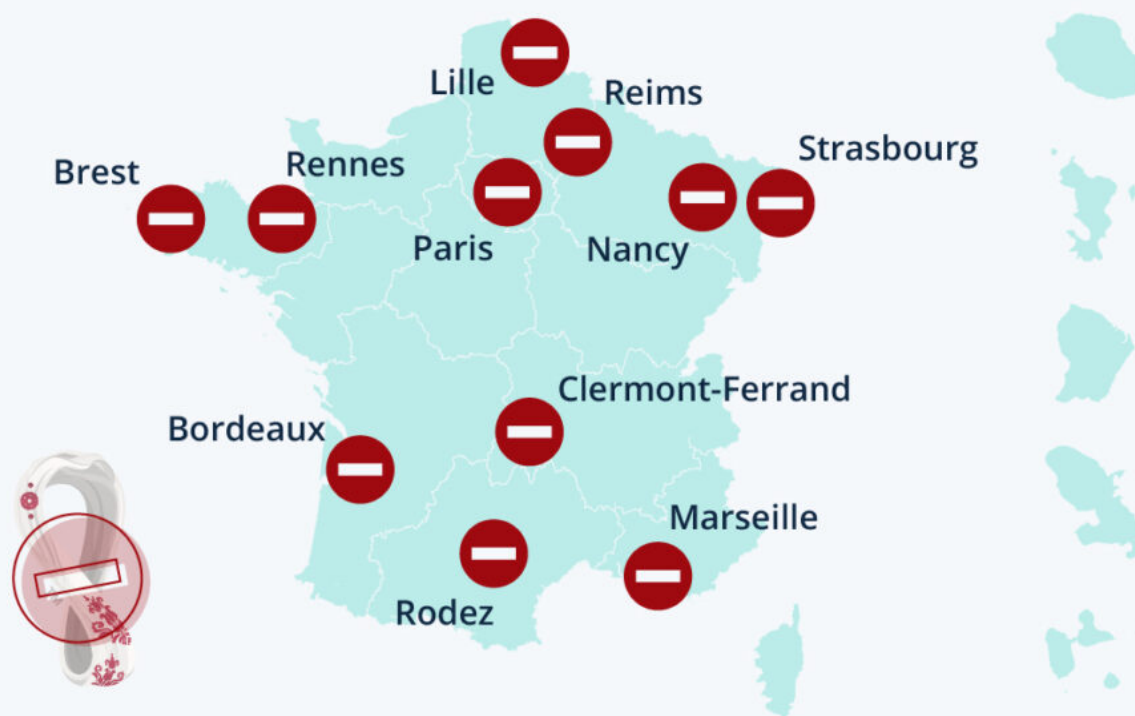 Lille
Reims
Strasbourg
Brest
Rennes
Paris
Nancy
Clermont-Ferrand
Bordeaux
Marseille
Rodez